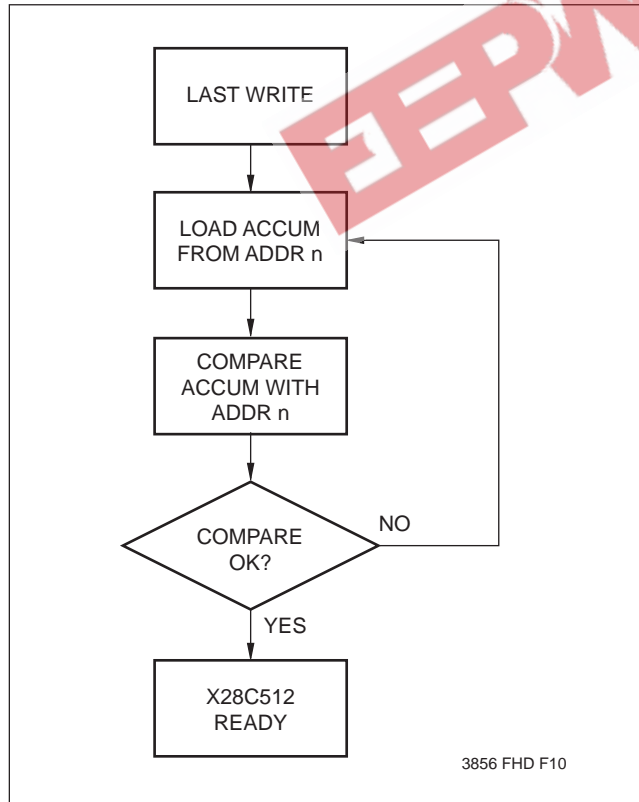 LAST WRITE
LOAD ACCUM
FROM ADDR n
COMPARE
ACCUM WITH
ADDR n
COMPARE
OK?
NO
YES
X28C512
READY
3856 FHD F10
EEPW